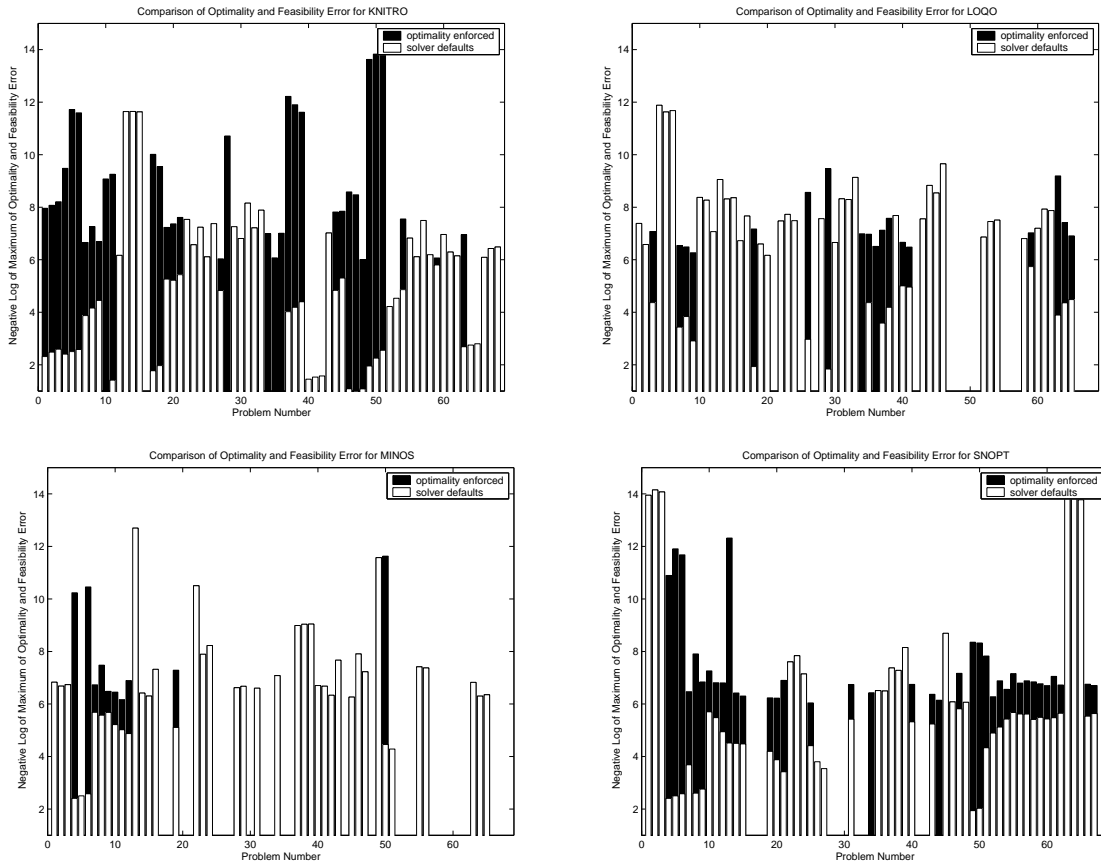 Comparison of Optimality and Feasibility Error for KNITRO
optimality enforced
solver defaults
Negative Log of Maximum of Optimality and Feasibility Error
14
12
10
8
6
4
2
0 10 20 30 40 50 60
Problem Number
Comparison of Optimality and Feasibility Error for LOQO
optimality enforced
solver defaults
Negative Log of Maximum of Optimality and Feasibility Error
14
12
10
8
6
4
2
0 10 20 30 40 50 60
Problem Number
Comparison of Optimality and Feasibility Error for MINOS
optimality enforced
solver defaults
Negative Log of Maximum of Optimality and Feasibility Error
14
12
10
8
6
4
2
0 10 20 30 40 50 60
Problem Number
Comparison of Optimality and Feasibility Error for SNOPT
optimality enforced
solver defaults
Negative Log of Maximum of Optimality and Feasibility Error
14
12
10
8
6
4
2
0 10 20 30 40 50 60
Problem Number